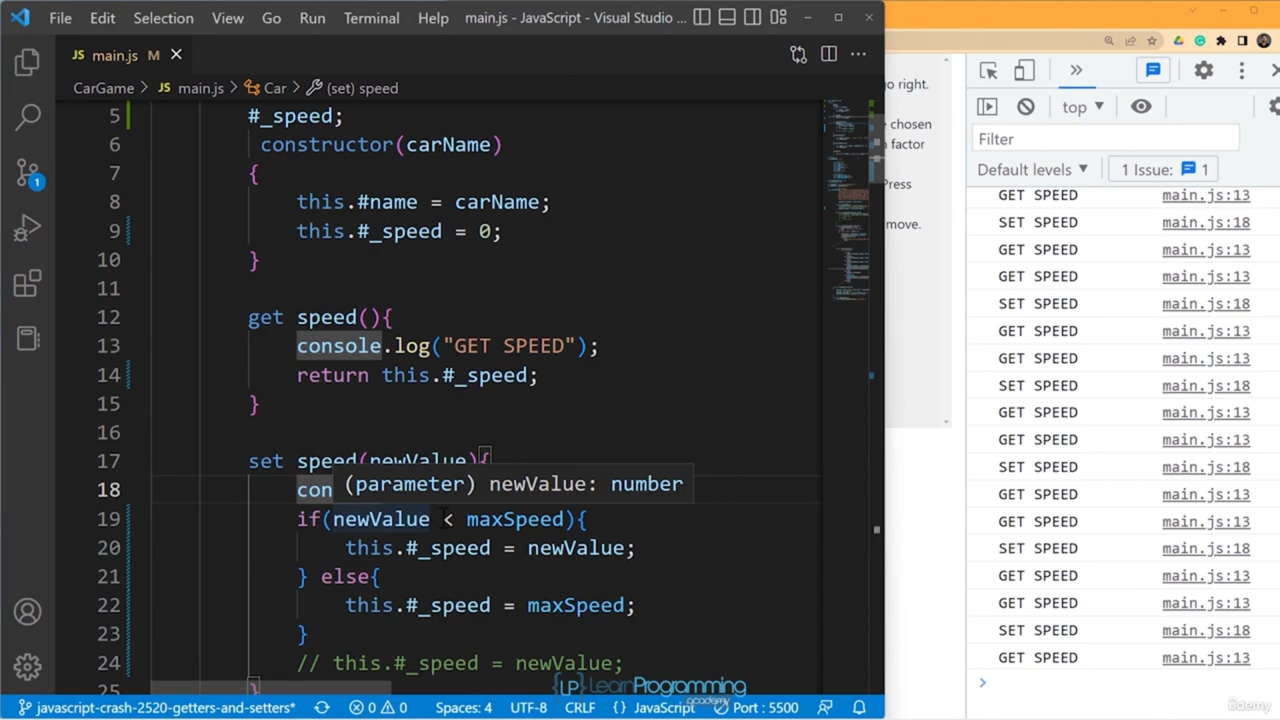 File Edit Selection View Go Run Terminal Help main.js - JavaScript - Visual Studio ...
JS main.js M
CarGame > JS main.js > Car > (set) speed
5 #_speed;
6 constructor(carName)
7 {
8 this.#name = carName;
9 this.#_speed = 0;
10 }
11
12 get speed(){
13 console.log("GET SPEED");
14 return this.#_speed;
15 }
16
17 set speed(newValue){
18 con
(parameter) newValue: number
19 if(newValue < maxSpeed){
20 this.#_speed = newValue;
21 } else{
22 this.#_speed = maxSpeed;
23 }
24 // this.#_speed = newValue;
25 }
LP LearnProgramming
academy
1
javascript-crash-2520-getters-and-setters* 0 0 Spaces: 4 UTF-8 CRLF {} JavaScript Port : 5500
go right.
chosen
factor
Press
move.
top
Filter
Default levels 1 Issue: 1
GET SPEED main.js:13
SET SPEED main.js:18
GET SPEED main.js:13
GET SPEED main.js:13
SET SPEED main.js:18
GET SPEED main.js:13
GET SPEED main.js:13
SET SPEED main.js:18
GET SPEED main.js:13
GET SPEED main.js:13
SET SPEED main.js:18
GET SPEED main.js:13
GET SPEED main.js:13
SET SPEED main.js:18
GET SPEED main.js:13
GET SPEED main.js:13
SET SPEED main.js:18
GET SPEED main.js:13
>
ûdemy